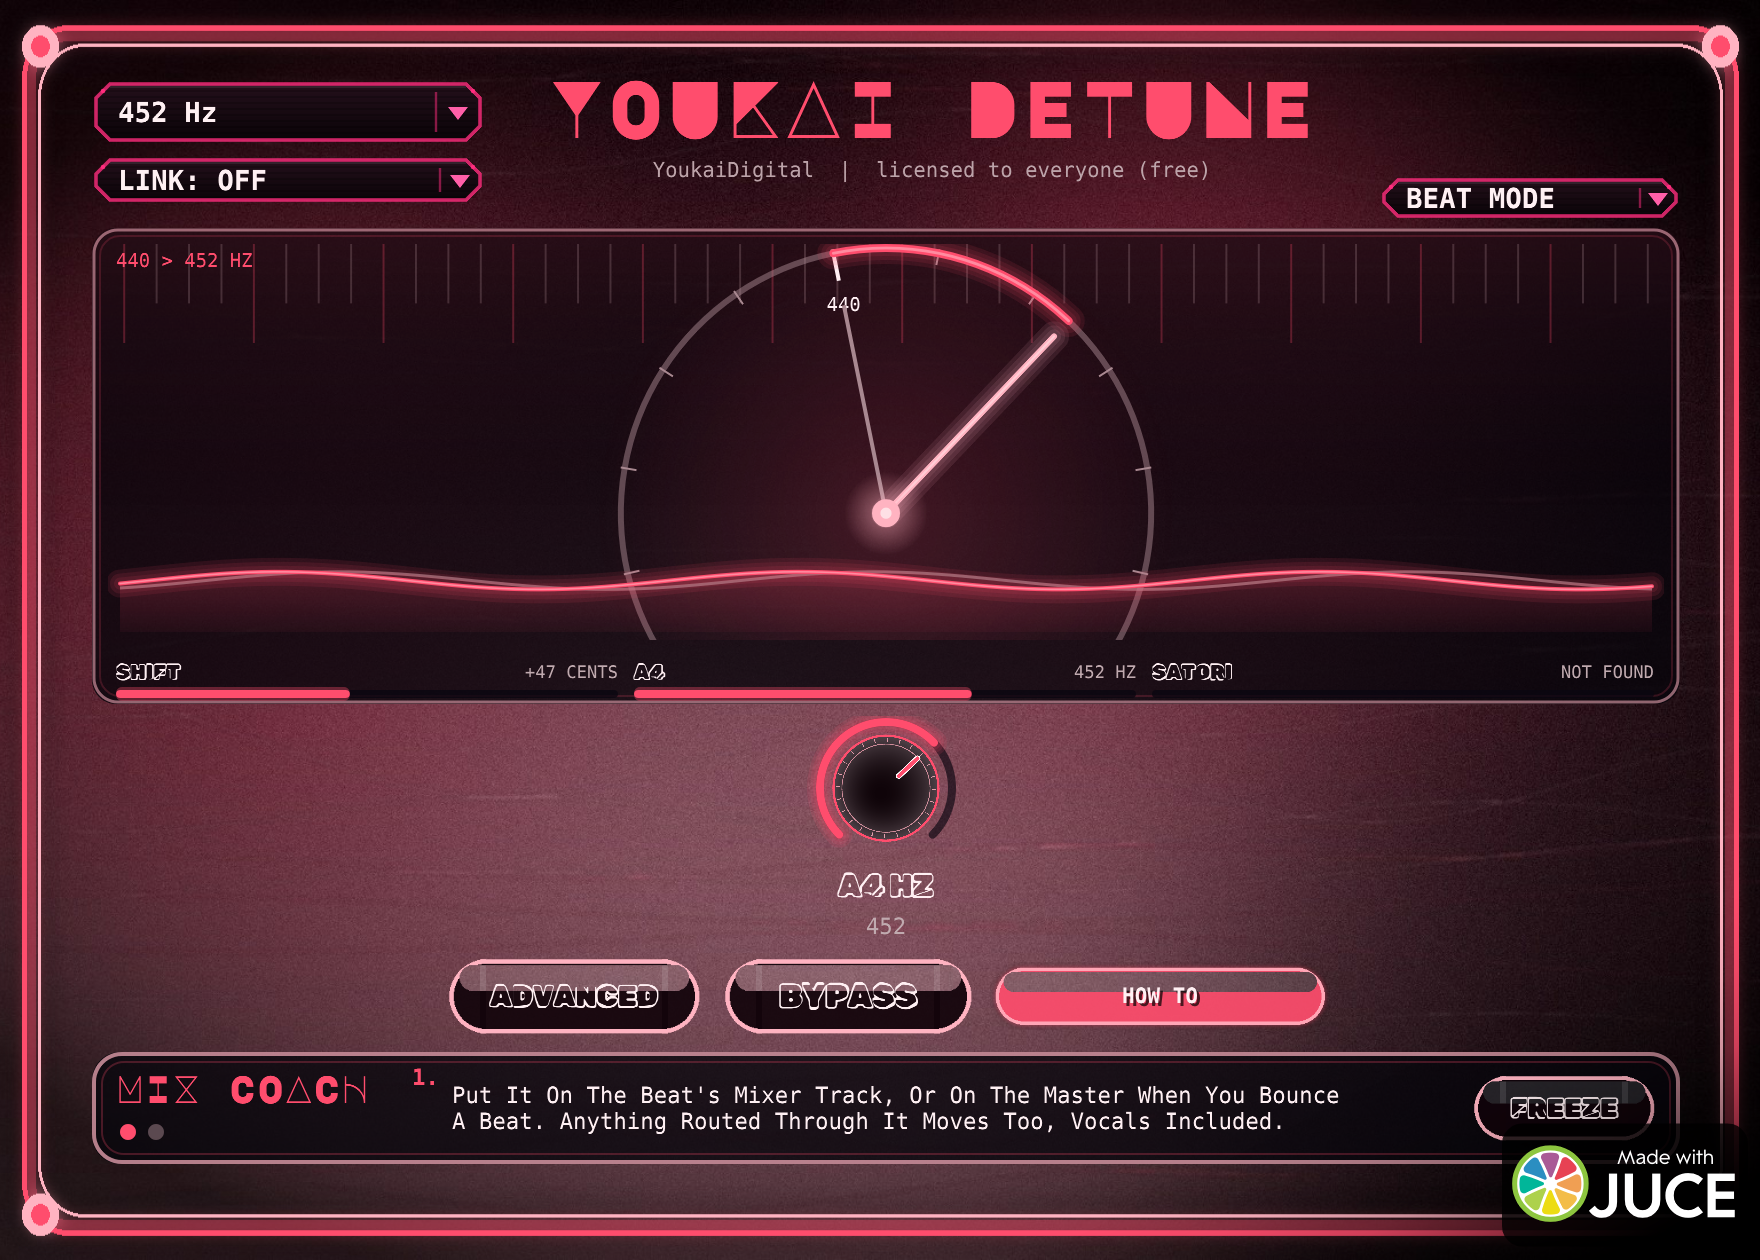 452 Hz
YOUKAI DETUNE
LINK: OFF
YoukaiDigital | licensed to everyone (free)
BEAT MODE
440 > 452 HZ
440
SHIFT
+47 CENTS
A4
452 HZ
SATORI
NOT FOUND
A4 HZ
452
ADVANCED
BYPASS
HOW TO
MIX COACH
1.
Put It On The Beat's Mixer Track, Or On The Master When You Bounce
A Beat. Anything Routed Through It Moves Too, Vocals Included.
FREEZE
Made with
JUCE